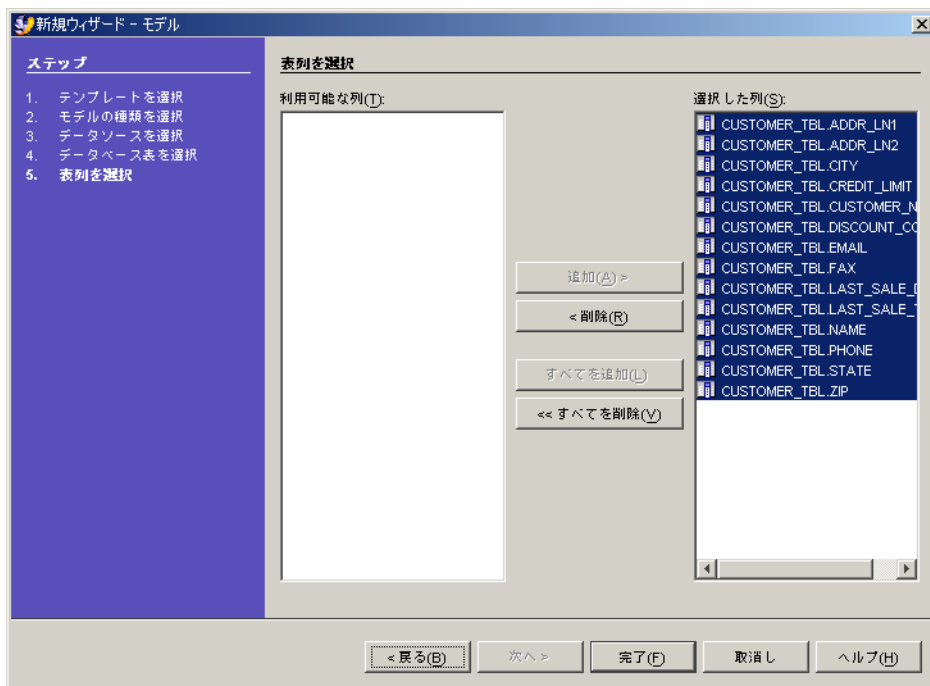 新規ウィザード - モデル
ステップ
1. テンプレートを選択
2. モデルの種類を選択
3. データソースを選択
4. データベース表を選択
5. 表列を選択
表列を選択
利用可能な列(T):
追加(A) >
< 削除(R)
すべてを追加(L)
<< すべてを削除(V)
選択した列(S):
CUSTOMER_TBL.ADDR_LN1
CUSTOMER_TBL.ADDR_LN2
CUSTOMER_TBL.CITY
CUSTOMER_TBL.CREDIT_LIMIT
CUSTOMER_TBL.CUSTOMER_N
CUSTOMER_TBL.DISCOUNT_CO
CUSTOMER_TBL.EMAIL
CUSTOMER_TBL.FAX
CUSTOMER_TBL.LAST_SALE_D
CUSTOMER_TBL.LAST_SALE_T
CUSTOMER_TBL.NAME
CUSTOMER_TBL.PHONE
CUSTOMER_TBL.STATE
CUSTOMER_TBL.ZIP
< 戻る(B)
次へ >
完了(F)
取消し
ヘルプ(H)